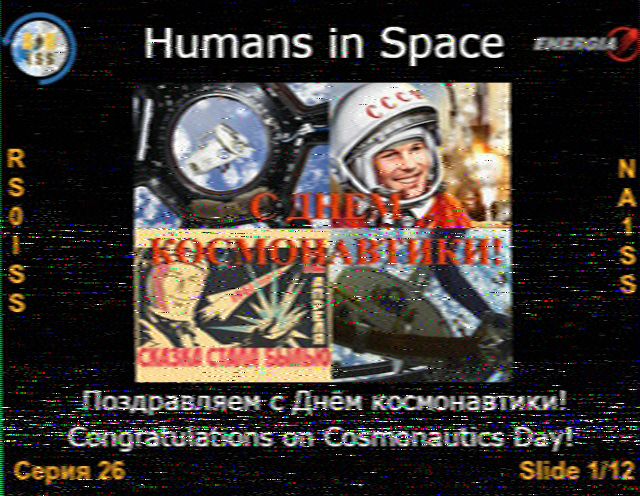 Humans in Space
ENERGIA
ISS
RS0ISS
NA1SS
СССР
С ДНЕМ
КОСМОНАВТИКИ!
СКАЗКА СТАЛА БЫЛЬЮ
Поздравляем с Днём космонавтики!
Congratulations on Cosmonautics Day!
Серия 26
Slide 1/12